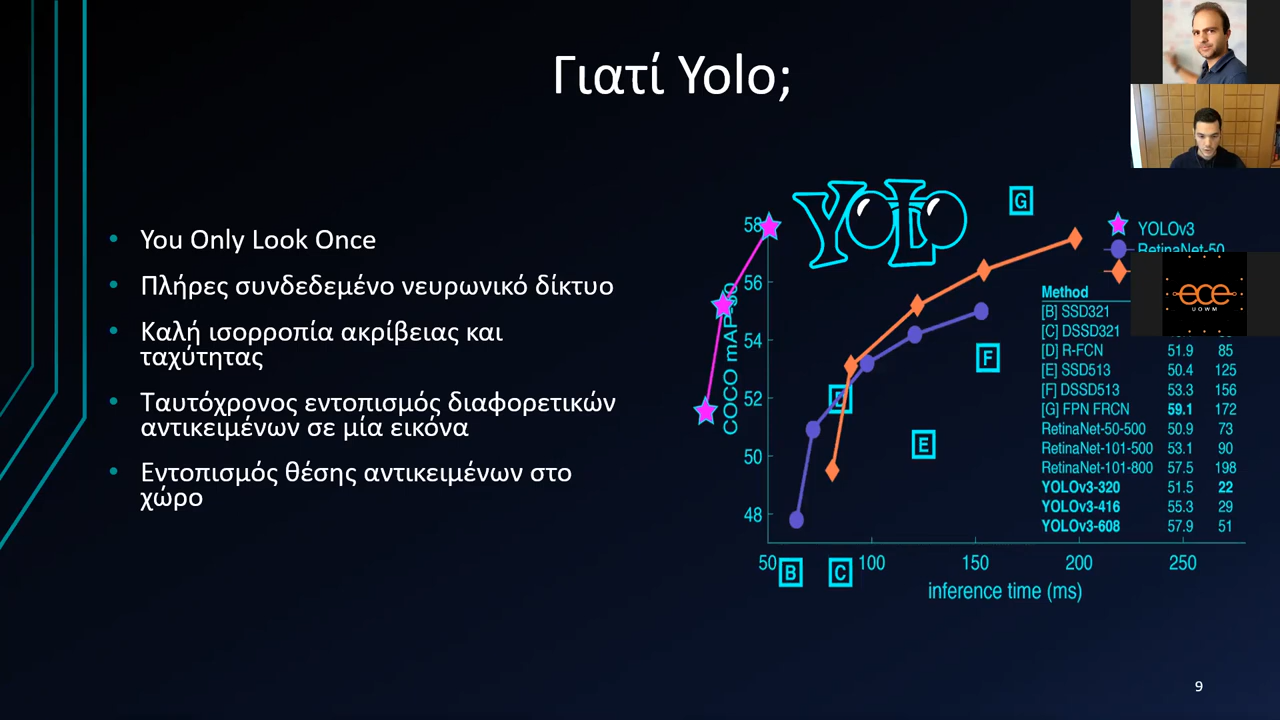 Γιατί Yolo;
You Only Look Once
Πλήρες συνδεδεμένο νευρωνικό δίκτυο
Καλή ισορροπία ακρίβειας και
ταχύτητας
Ταυτόχρονος εντοπισμός διαφορετικών
αντικειμένων σε μία εικόνα
Εντοπισμός θέσης αντικειμένων στο
χώρο
YOLO
G
58
56
54
52
50
48
COCO mAP-50
F
E
B
C
50
100
150
200
250
inference time (ms)
YOLOv3
RetinaNet-50
Method
[B] SSD321
[C] DSSD321
[D] R-FCN 51.9 85
[E] SSD513 50.4 125
[F] DSSD513 53.3 156
[G] FPN FRCN 59.1 172
RetinaNet-50-500 50.9 73
RetinaNet-101-500 53.1 90
RetinaNet-101-800 57.5 198
YOLOv3-320 51.5 22
YOLOv3-416 55.3 29
YOLOv3-608 57.9 51
ece
UOWM
9